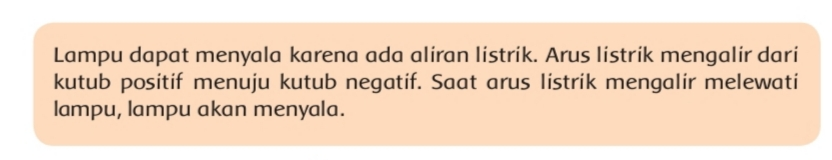 Lampu dapat menyala karena ada aliran listrik. Arus listrik mengalir dari
kutub positif menuju kutub negatif. Saat arus listrik mengalir melewati
lampu, lampu akan menyala.